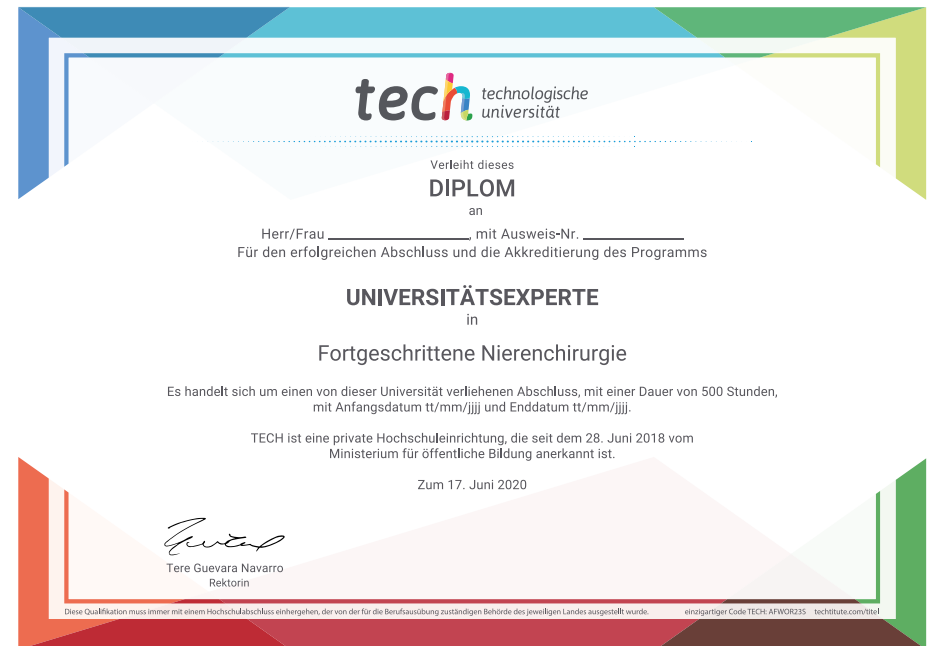 tech technologische
universität
Verleiht dieses
DIPLOM
an
Herr/Frau ____________________, mit Ausweis-Nr. ______________
Für den erfolgreichen Abschluss und die Akkreditierung des Programms
UNIVERSITÄTSEXPERTE
in
Fortgeschrittene Nierenchirurgie
Es handelt sich um einen von dieser Universität verliehenen Abschluss, mit einer Dauer von 500 Stunden,
mit Anfangsdatum tt/mm/jjjj und Enddatum tt/mm/jjjj.
TECH ist eine private Hochschuleinrichtung, die seit dem 28. Juni 2018 vom
Ministerium für öffentliche Bildung anerkannt ist.
Zum 17. Juni 2020
Tere Guevara Navarro
Rektorin
Diese Qualifikation muss immer mit einem Hochschulabschluss einhergehen, der von der für die Berufsausübung zuständigen Behörde des jeweiligen Landes ausgestellt wurde. einzigartiger Code TECH: AFWOR23S techtitute.com/titel